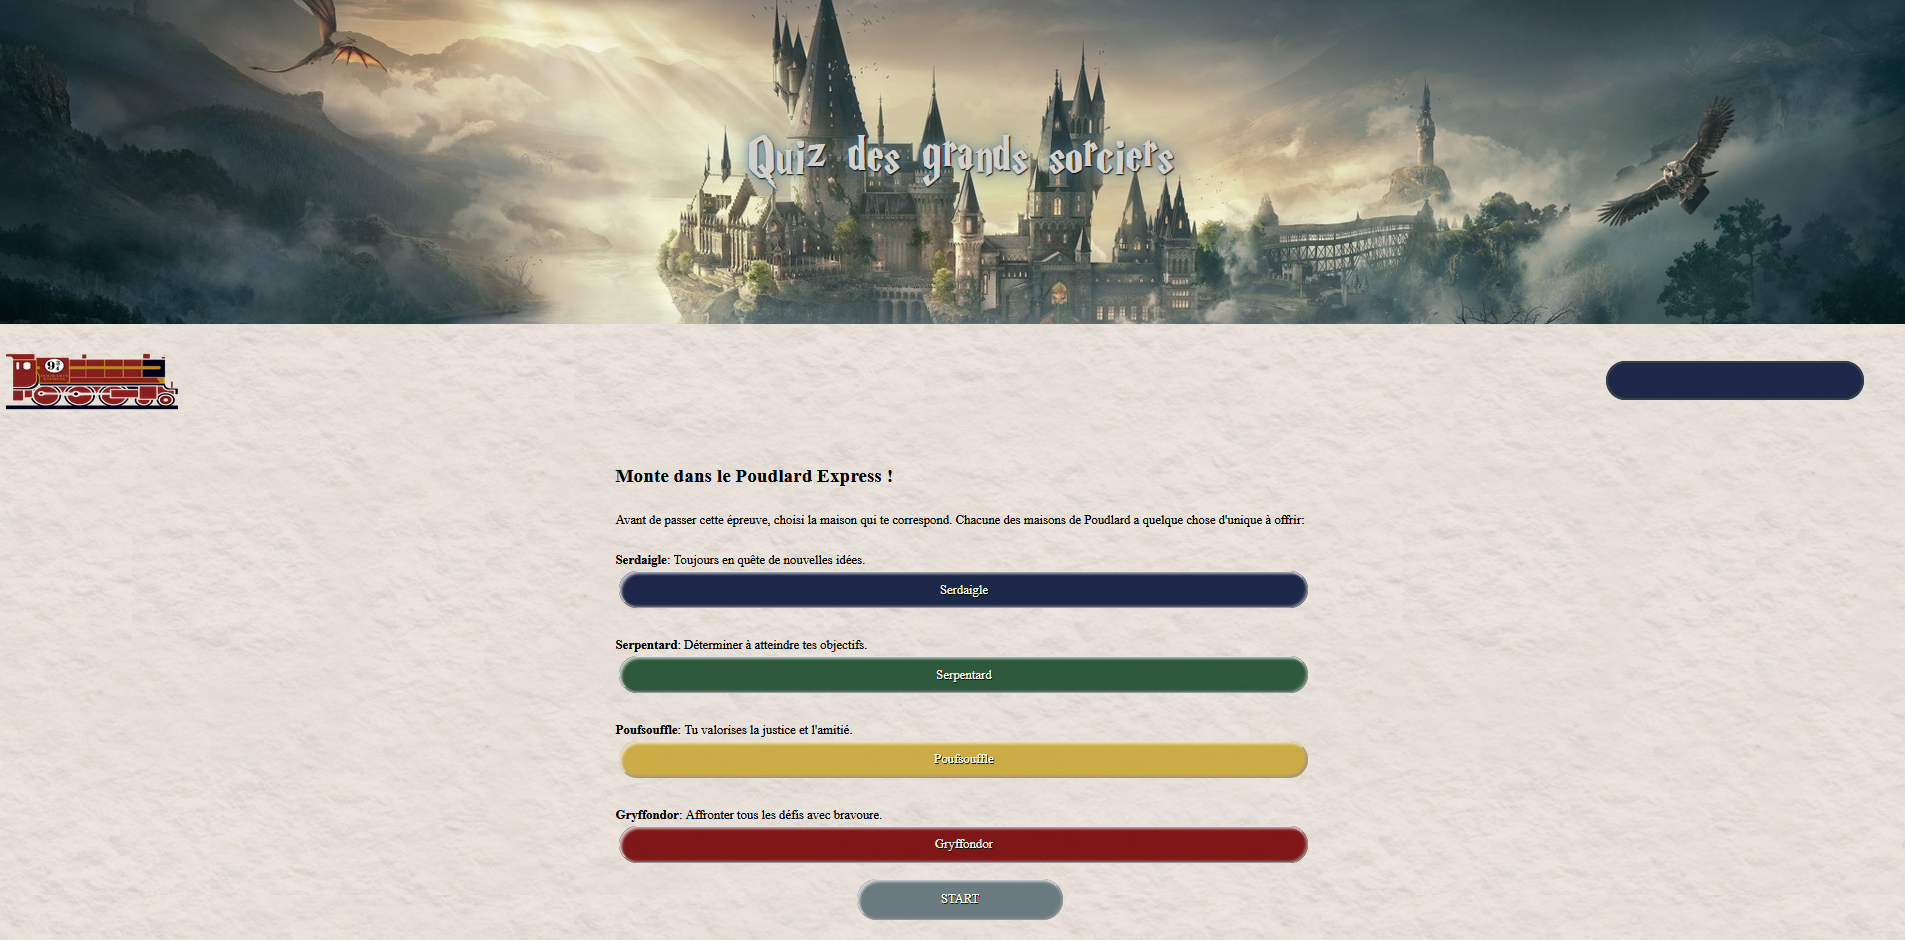 Quiz des grands sorciers
9¾
Monte dans le Poudlard Express !
Avant de passer cette épreuve, choisi la maison qui te correspond. Chacune des maisons de Poudlard a quelque chose d'unique à offrir:
Serdaigle: Toujours en quête de nouvelles idées.
Serdaigle
Serpentard: Déterminer à atteindre tes objectifs.
Serpentard
Poufsouffle: Tu valorises la justice et l'amitié.
Poufsouffle
Gryffondor: Affronter tous les défis avec bravoure.
Gryffondor
START